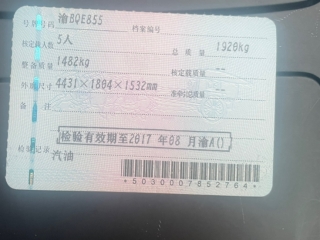 号牌号码 渝BQE855 档案编号
核定载人数 5人 总质量 1920kg
整备质量 1482kg 核定载质量 --
外廓尺寸 4431×1804×1532mm 准牵引总质量 --
备注
检验有效期至2017年08月渝A()
检验记录
汽油
*5030007852764*